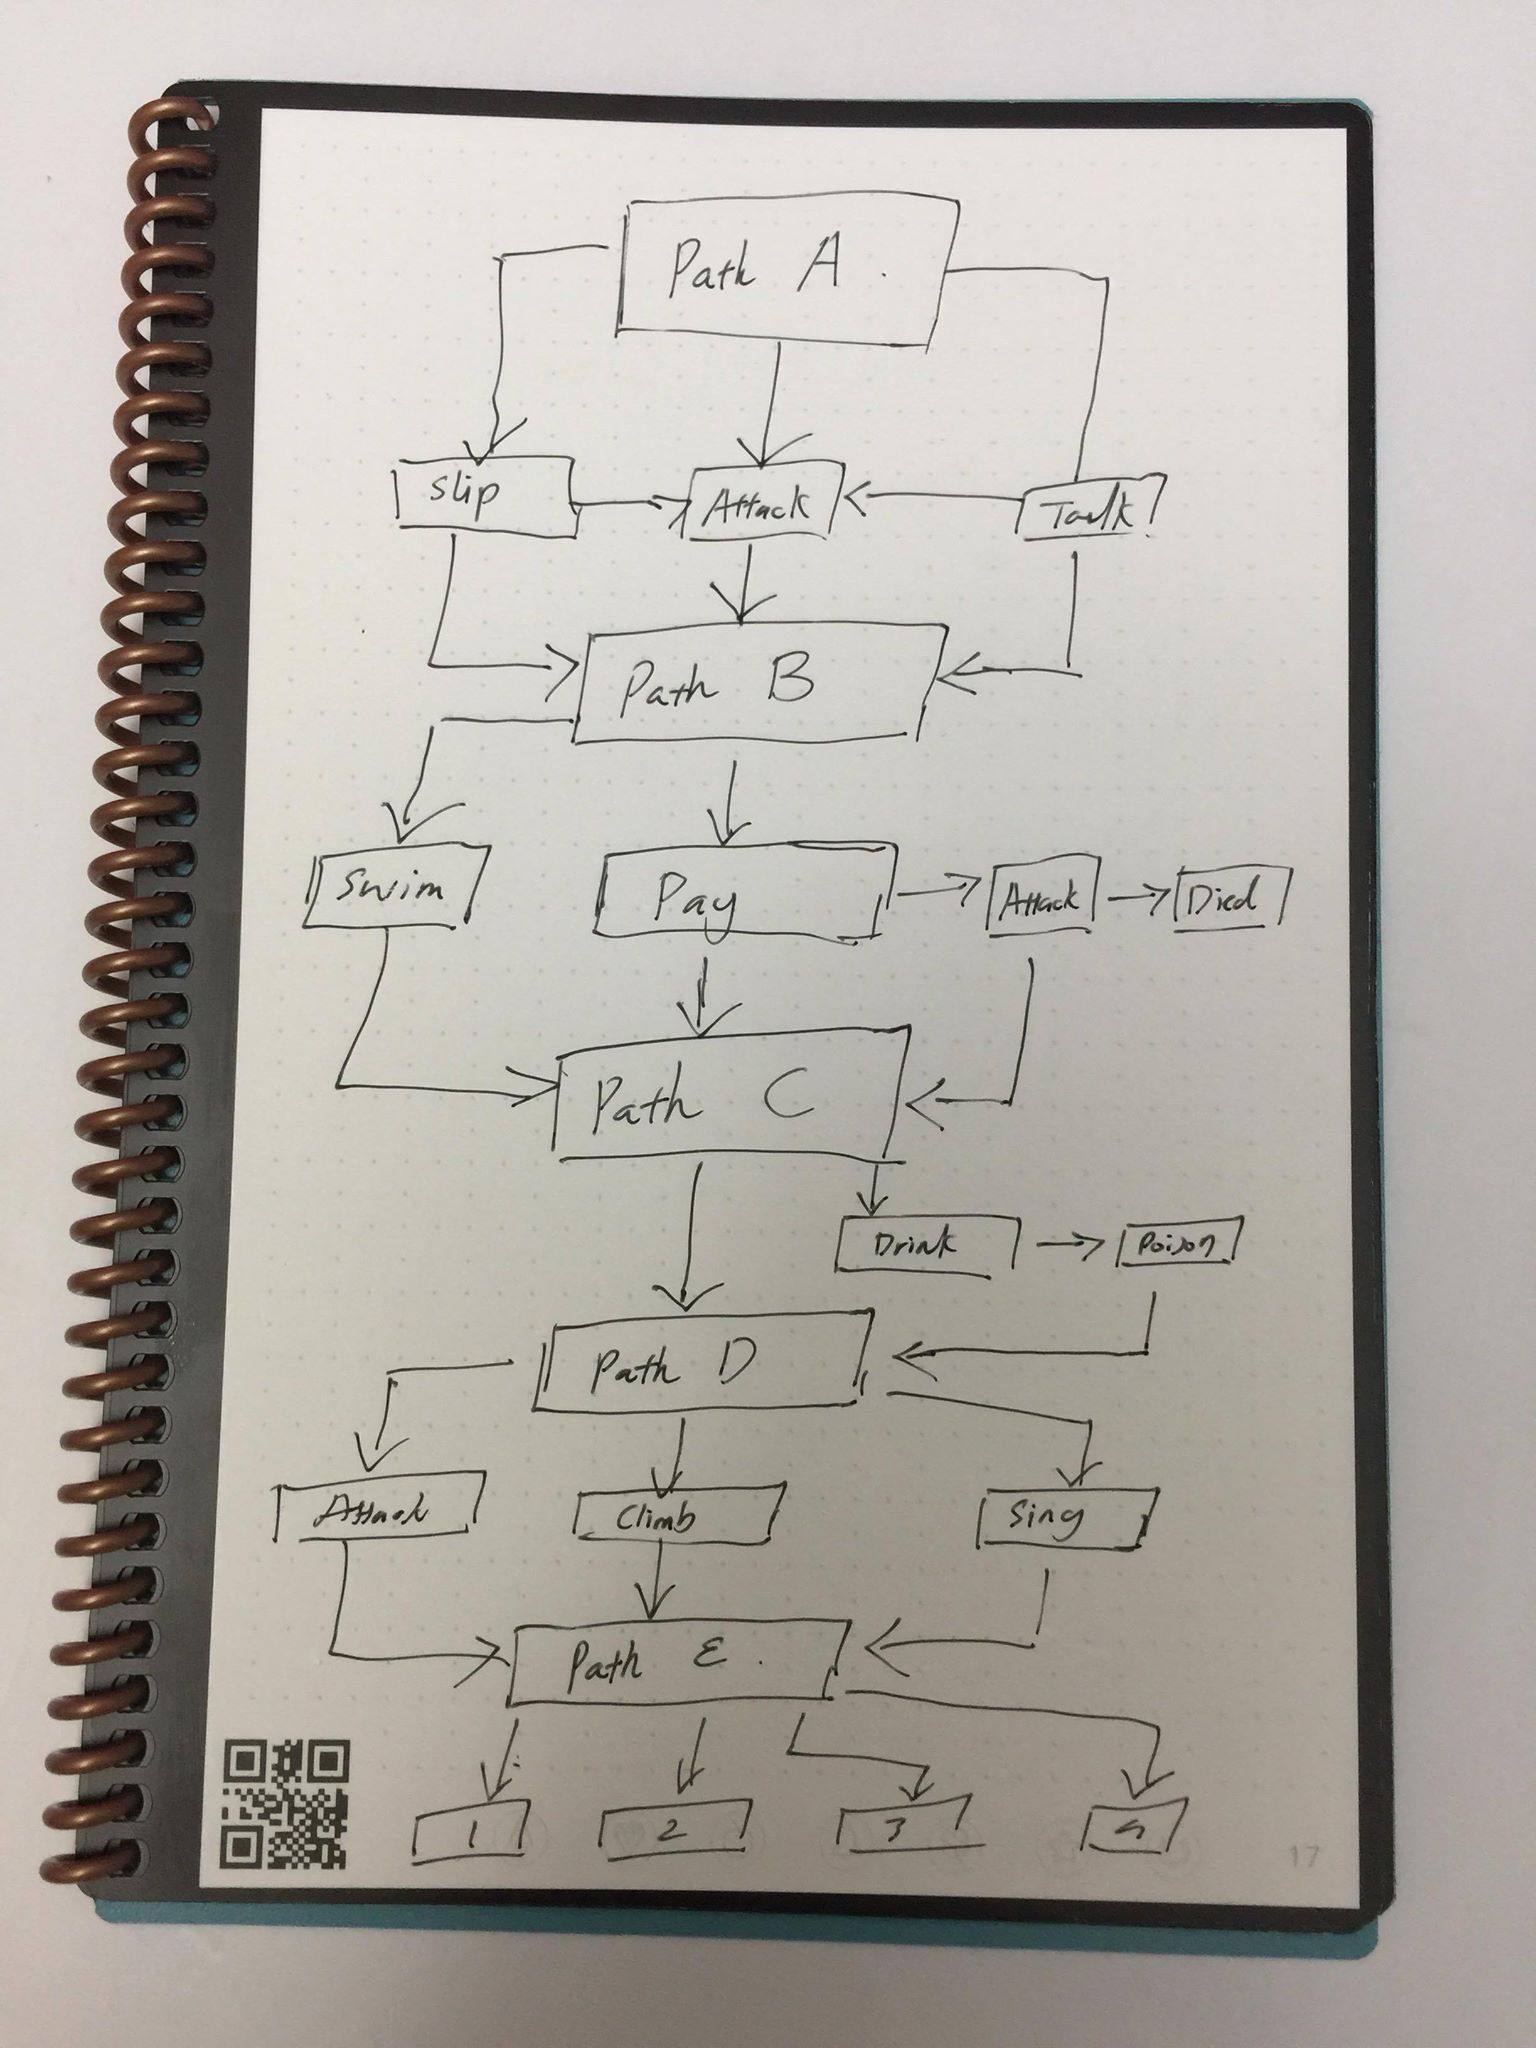 Path A.
Slip
Attack
Talk
Path B
Swim
Pay
Attack
Died
Path C
Drink
Poison
Path D
Attack
Climb
Sing
Path E.
1
2
3
4
17